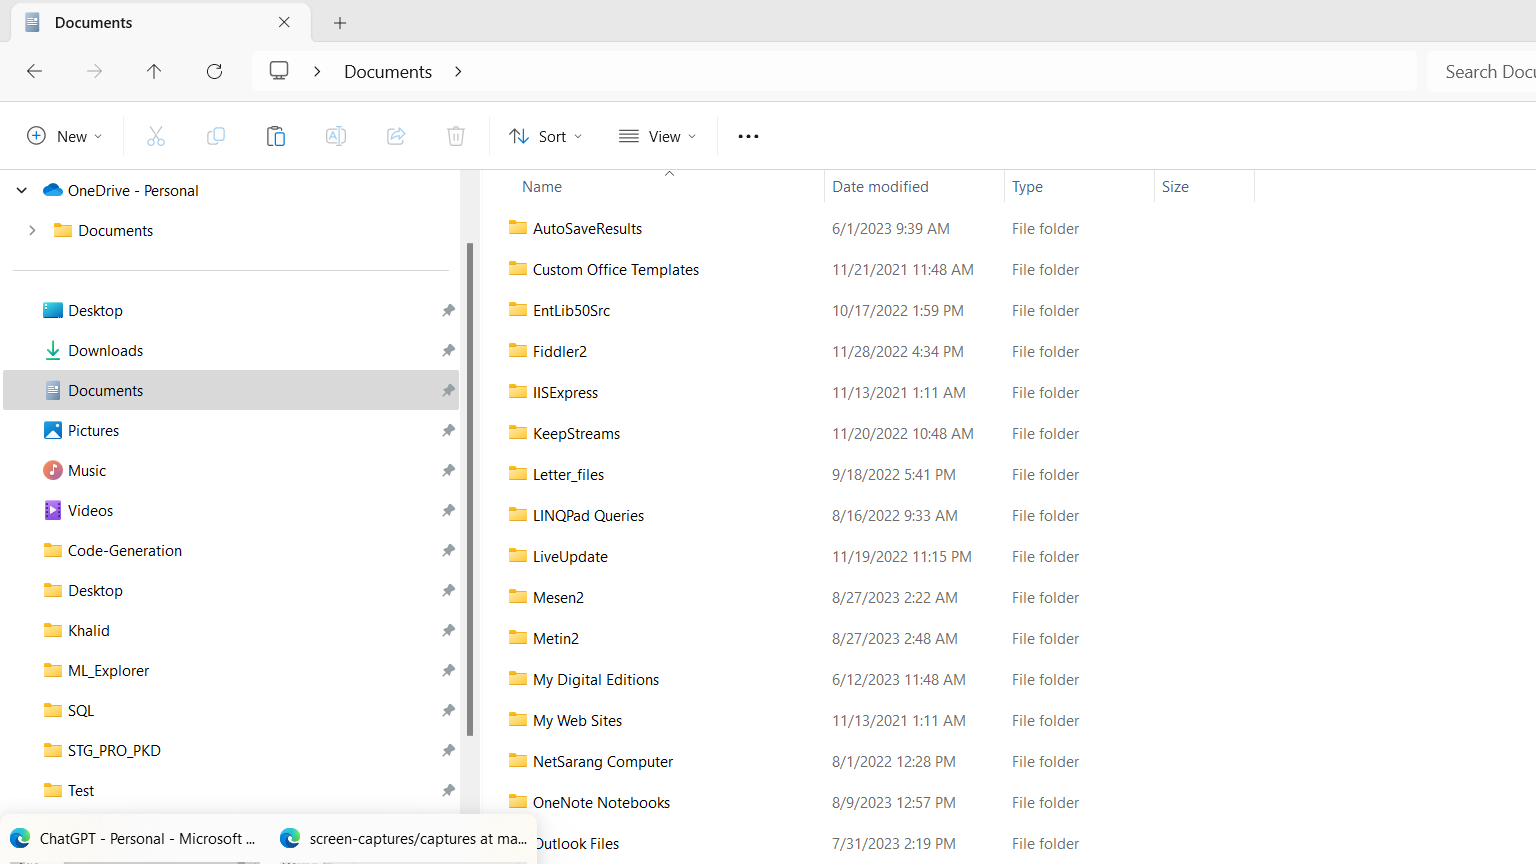 Documents
Documents
Search Docu
New
Sort
View
OneDrive - Personal
Documents
Desktop
Downloads
Documents
Pictures
Music
Videos
Code-Generation
Desktop
Khalid
ML_Explorer
SQL
STG_PRO_PKD
Test
Name Date modified Type Size
AutoSaveResults 6/1/2023 9:39 AM File folder
Custom Office Templates 11/21/2021 11:48 AM File folder
EntLib50Src 10/17/2022 1:59 PM File folder
Fiddler2 11/28/2022 4:34 PM File folder
IISExpress 11/13/2021 1:11 AM File folder
KeepStreams 11/20/2022 10:48 AM File folder
Letter_files 9/18/2022 5:41 PM File folder
LINQPad Queries 8/16/2022 9:33 AM File folder
LiveUpdate 11/19/2022 11:15 PM File folder
Mesen2 8/27/2023 2:22 AM File folder
Metin2 8/27/2023 2:48 AM File folder
My Digital Editions 6/12/2023 11:48 AM File folder
My Web Sites 11/13/2021 1:11 AM File folder
NetSarang Computer 8/1/2022 12:28 PM File folder
OneNote Notebooks 8/9/2023 12:57 PM File folder
Outlook Files 7/31/2023 2:19 PM File folder
ChatGPT - Personal - Microsoft ...
screen-captures/captures at ma...